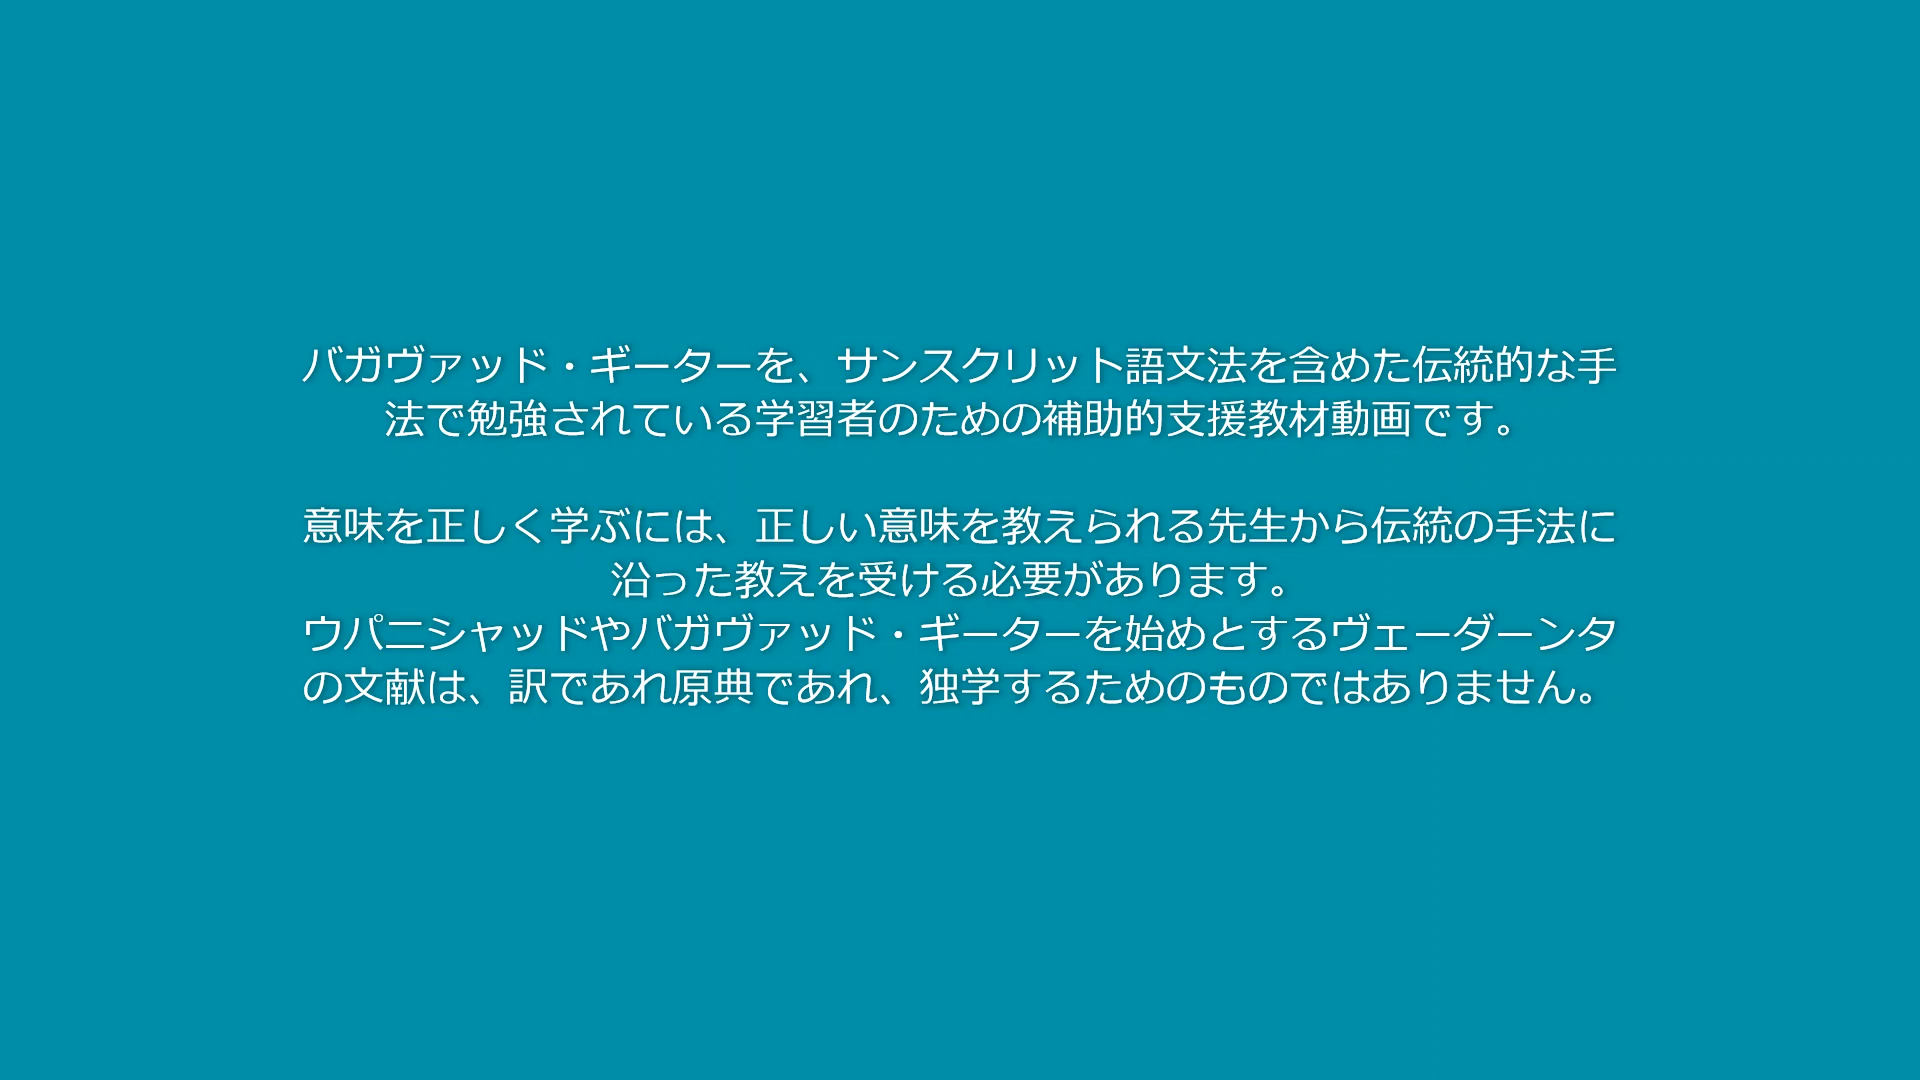 バガヴァッド・ギーターを、サンスクリット語文法を含めた伝統的な手
法で勉強されている学習者のための補助的支援教材動画です。
意味を正しく学ぶには、正しい意味を教えられる先生から伝統の手法に
沿った教えを受ける必要があります。
ウパニシャッドやバガヴァッド・ギーターを始めとするヴェーダーンタ
の文献は、訳であれ原典であれ、独学するためのものではありません。